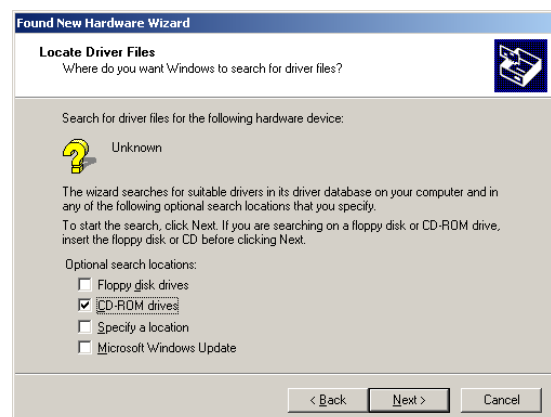 Found New Hardware Wizard
Locate Driver Files
Where do you want Windows to search for driver files?
Search for driver files for the following hardware device:
Unknown
The wizard searches for suitable drivers in its driver database on your computer and in
any of the following optional search locations that you specify.
To start the search, click Next. If you are searching on a floppy disk or CD-ROM drive,
insert the floppy disk or CD before clicking Next.
Optional search locations:
Floppy disk drives
CD-ROM drives
Specify a location
Microsoft Windows Update
< Back
Next >
Cancel